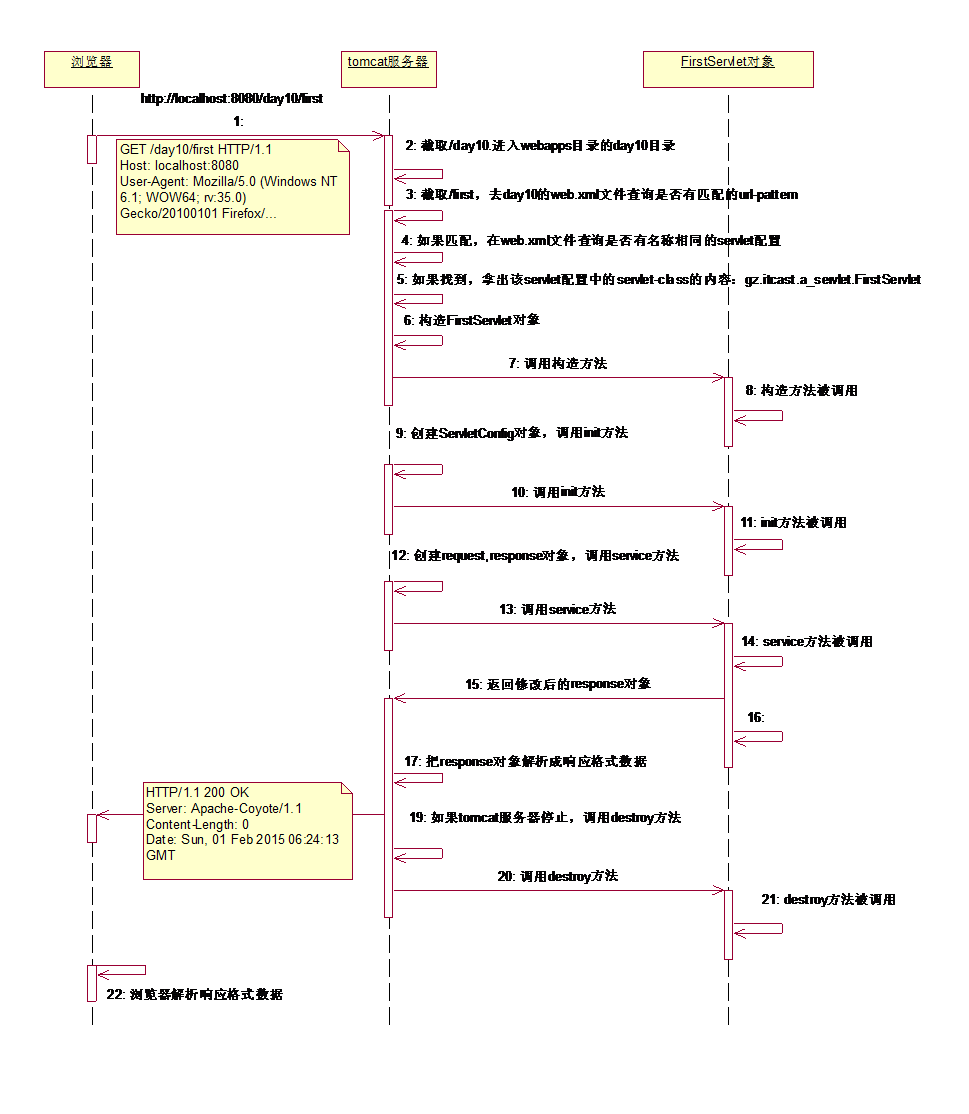 浏览器
tomcat服务器
FirstServlet对象
http://localhost:8080/day10/first
1:
GET /day10/first HTTP/1.1
Host: localhost:8080
User-Agent: Mozilla/5.0 (Windows NT
6.1; WOW64; rv:35.0)
Gecko/20100101 Firefox/...
2: 截取/day10.进入webapps目录的day10目录
3: 截取/first，去day10的web.xml文件查询是否有匹配的url-pattern
4: 如果匹配，在web.xml文件查询是否有名称相同的servlet配置
5: 如果找到，拿出该servlet配置中的servlet-class的内容：gz.itcast.a_servlet.FirstServlet
6: 构造FirstServlet对象
7: 调用构造方法
8: 构造方法被调用
9: 创建ServletConfig对象，调用init方法
10: 调用init方法
11: init方法被调用
12: 创建request,response对象，调用service方法
13: 调用service方法
14: service方法被调用
15: 返回修改后的response对象
16:
17: 把response对象解析成响应格式数据
HTTP/1.1 200 OK
Server: Apache-Coyote/1.1
Content-Length: 0
Date: Sun, 01 Feb 2015 06:24:13
GMT
19: 如果tomcat服务器停止，调用destroy方法
20: 调用destroy方法
21: destroy方法被调用
22: 浏览器解析响应格式数据